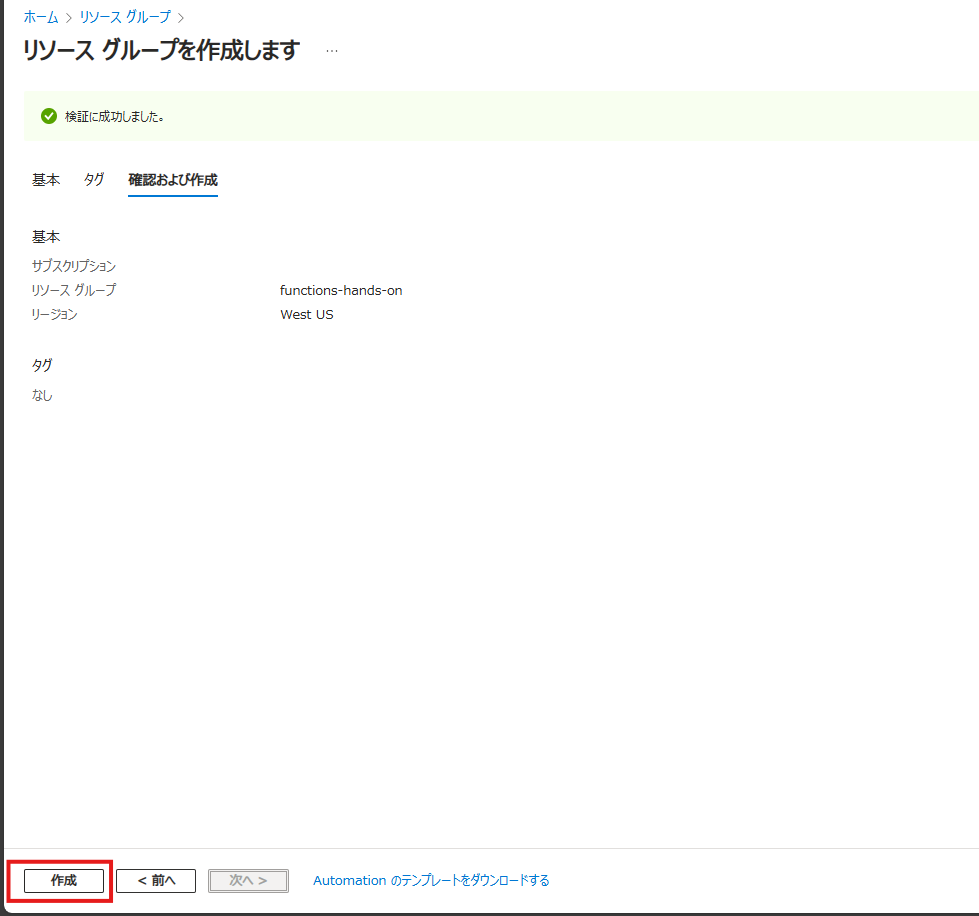 ホーム > リソース グループ >
リソース グループを作成します …
検証に成功しました。
基本 タグ 確認および作成
基本
サブスクリプション
リソース グループ functions-hands-on
リージョン West US
タグ
なし
作成 < 前へ 次へ > Automation のテンプレートをダウンロードする